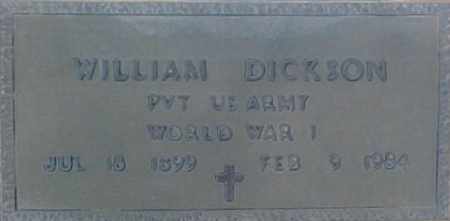 WILLIAM DICKSON
PVT US ARMY
WORLD WAR I
JUL 18 1899 FEB 9 1984